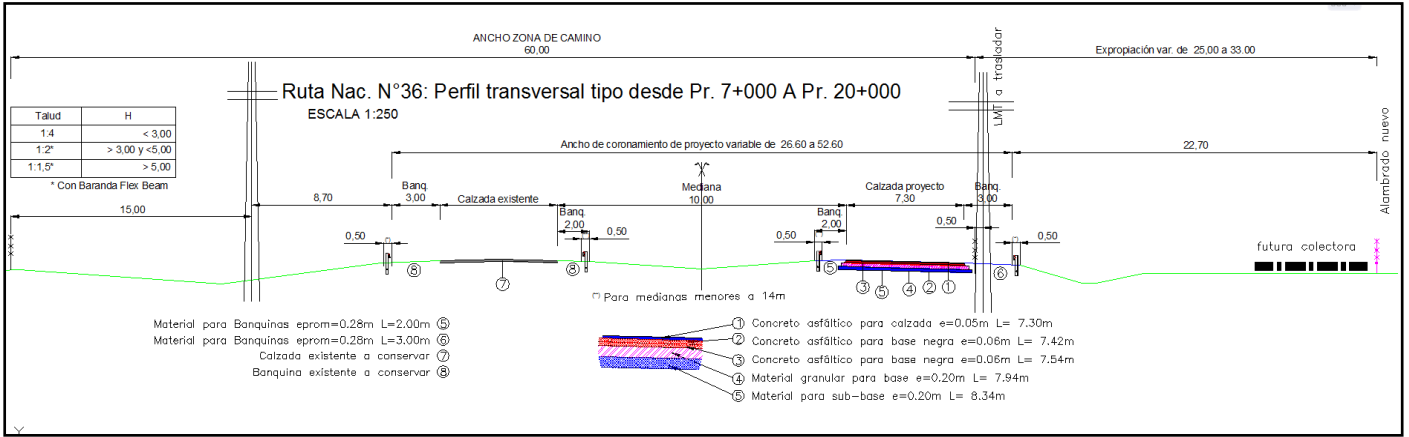 ANCHO ZONA DE CAMINO
60,00
Expropiación var. de 25,00 a 33.00
LMT a trasladar
Ruta Nac. N°36: Perfil transversal tipo desde Pr. 7+000 A Pr. 20+000
ESCALA 1:250
Talud H
1:4 < 3,00
1:2* > 3,00 y <5,00
1:1,5* > 5,00
* Con Baranda Flex Beam
Ancho de coronamiento de proyecto variable de 26.60 a 52.60
22,70
Alambrado nuevo
15,00
8,70
Banq.
3,00
Calzada existente
Banq.
2,00
Mediana
10.00
Banq.
2,00
Calzada proyecto
7,30
Banq.
3,00
0,50
0,50
0,50
0,50
0,50
futura colectora
8
7
8
5
3
5
4
2
1
6
Para medianas menores a 14m
Material para Banquinas eprom=0.28m L=2.00m 5
Material para Banquinas eprom=0.28m L=3.00m 6
Calzada existente a conservar 7
Banquina existente a conservar 8
1 Concreto asfáltico para calzada e=0.05m L= 7.30m
2 Concreto asfáltico para base negra e=0.06m L= 7.42m
3 Concreto asfáltico para base negra e=0.06m L= 7.54m
4 Material granular para base e=0.20m L= 7.94m
5 Material para sub-base e=0.20m L= 8.34m
Y